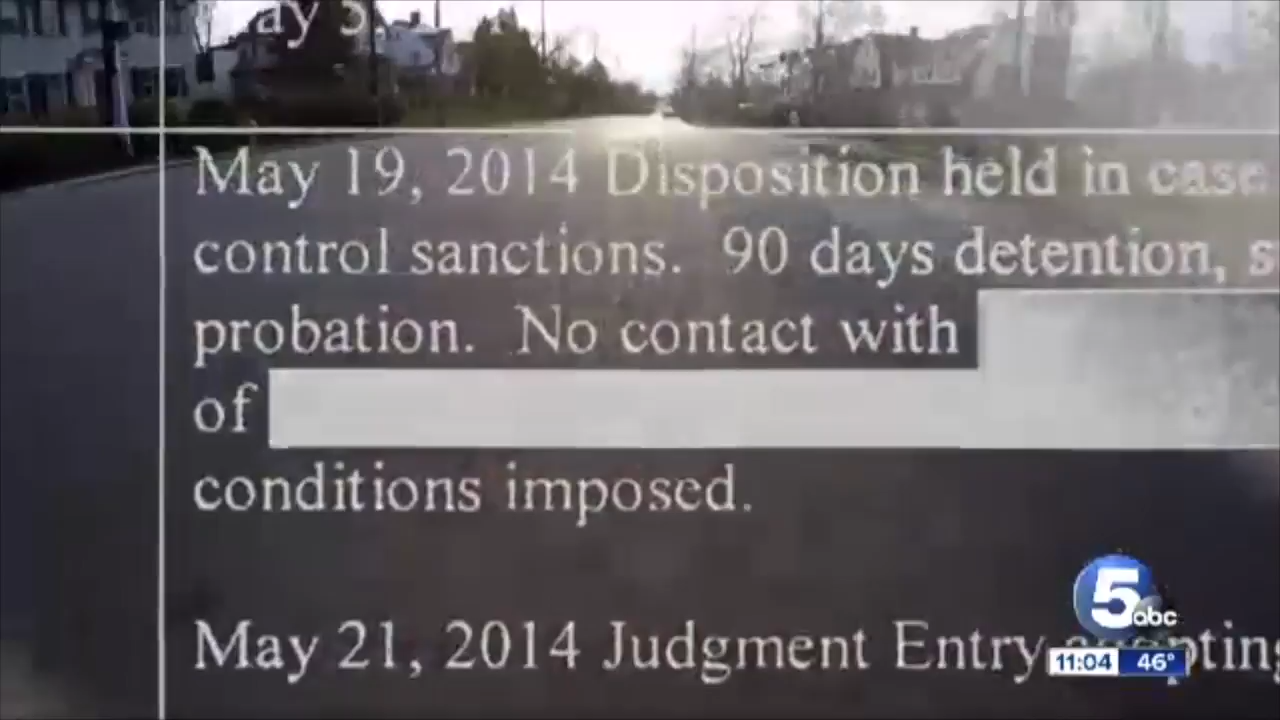 May 19, 2014 Disposition held in case
control sanctions. 90 days detention, s
probation. No contact with
of
conditions imposed.
May 21, 2014 Judgment Entry
5 abc
11:04 46°